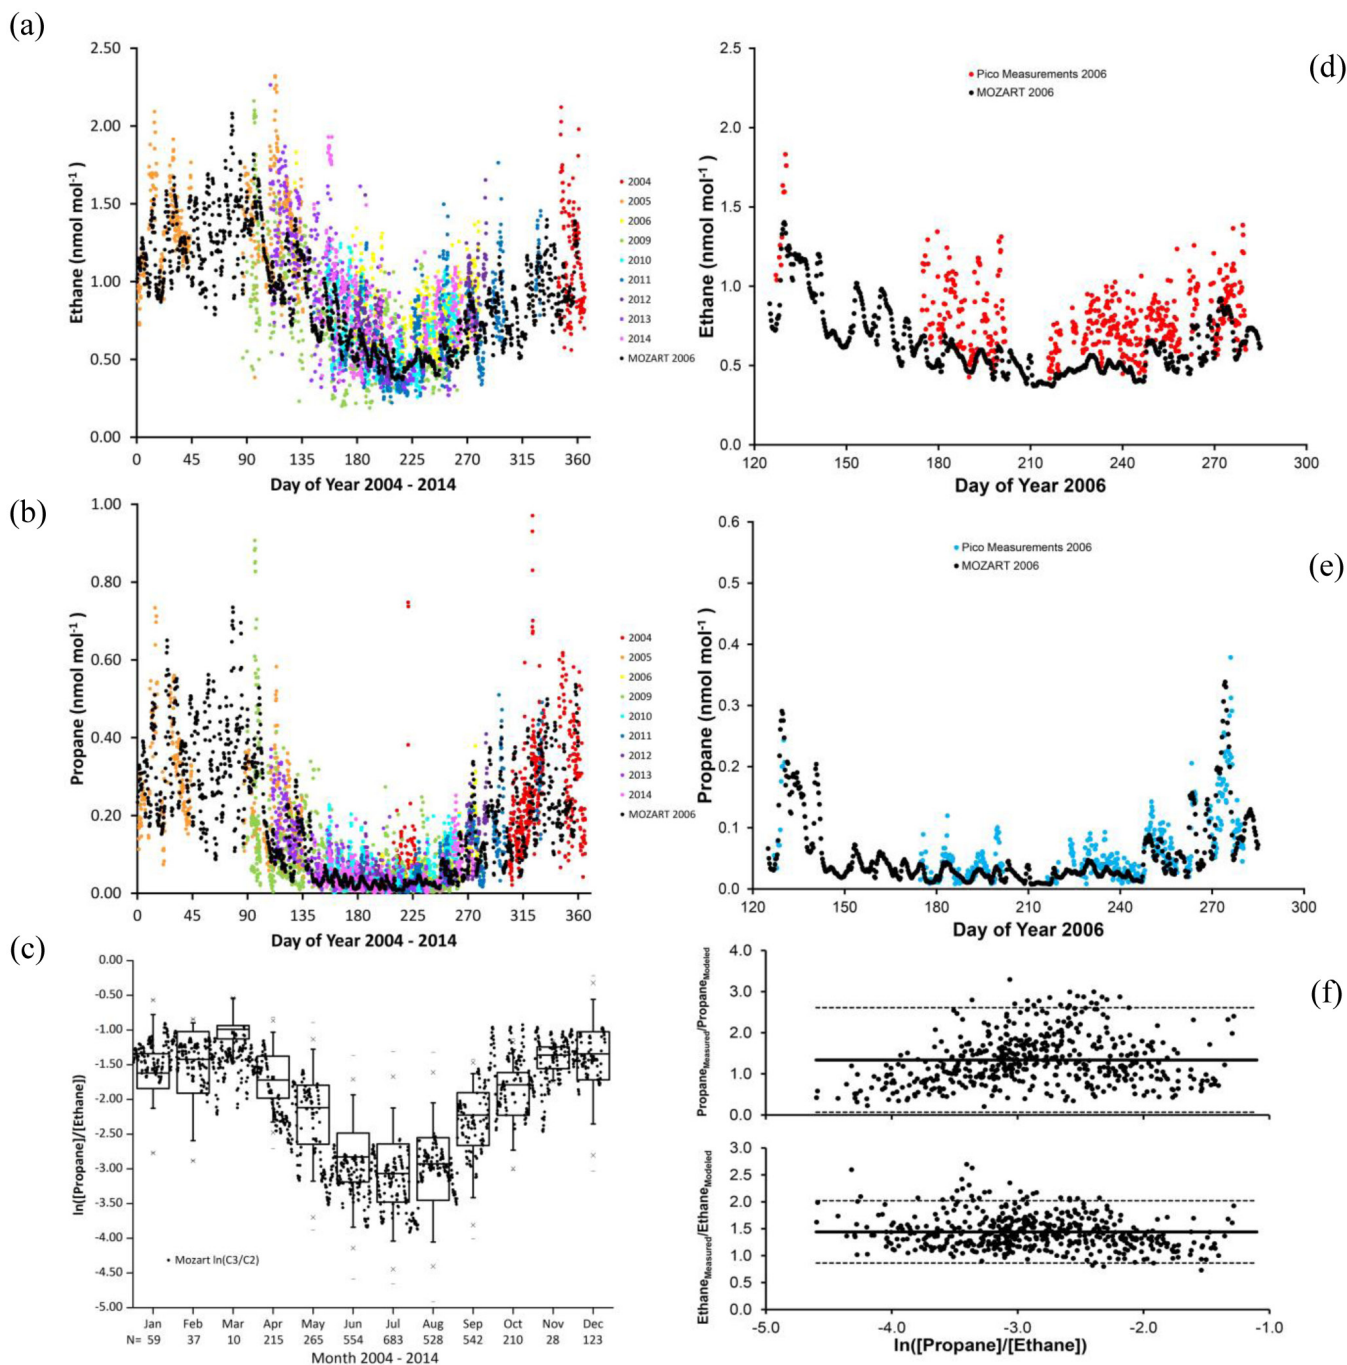 (a)
2.50
2.00
1.50
1.00
0.50
0.00
Ethane (nmol mol-1)
0 45 90 135 180 225 270 315 360
Day of Year 2004 - 2014
2004
2005
2006
2009
2010
2011
2012
2013
2014
MOZART 2006
(d)
2.5
2.0
1.5
1.0
0.5
0.0
Ethane (nmol mol-1)
Pico Measurements 2006
MOZART 2006
120 150 180 210 240 270 300
Day of Year 2006
(b)
1.00
0.80
0.60
0.40
0.20
0.00
Propane (nmol mol-1)
0 45 90 135 180 225 270 315 360
Day of Year 2004 - 2014
2004
2005
2006
2009
2010
2011
2012
2013
2014
MOZART 2006
(e)
0.6
0.5
0.4
0.3
0.2
0.1
0.0
Propane (nmol mol-1)
Pico Measurements 2006
MOZART 2006
120 150 180 210 240 270 300
Day of Year 2006
(c)
0.00
-0.50
-1.00
-1.50
-2.00
-2.50
-3.00
-3.50
-4.00
-4.50
-5.00
ln([Propane]/[Ethane])
Mozart ln(C3/C2)
Jan Feb Mar Apr May Jun Jul Aug Sep Oct Nov Dec
N= 59 37 10 215 265 554 683 528 542 210 28 123
Month 2004 - 2014
(f)
4.0
3.0
2.0
1.0
0.0
PropaneMeasured/PropaneModeled
3.0
2.5
2.0
1.5
1.0
0.5
0.0
EthaneMeasured/EthaneModeled
-5.0 -4.0 -3.0 -2.0 -1.0
ln([Propane]/[Ethane])